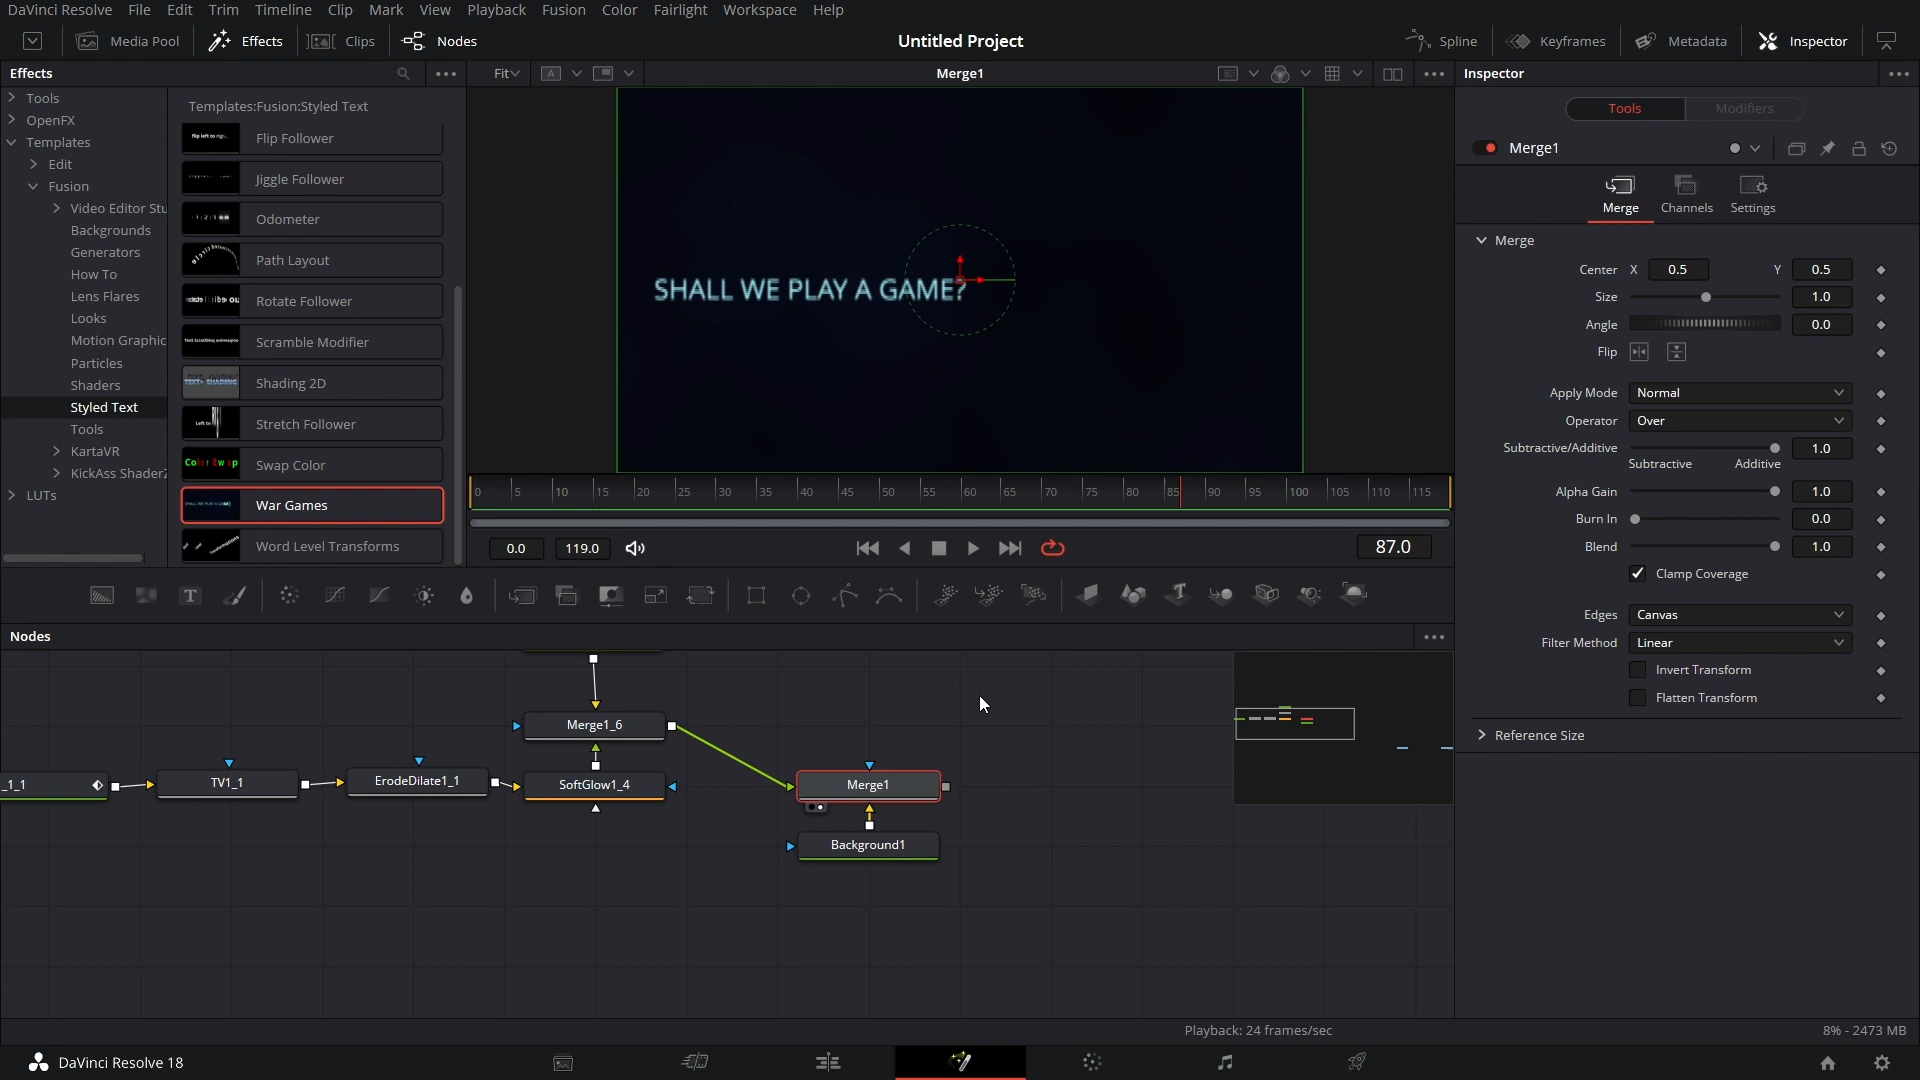 DaVinci Resolve File Edit Trim Timeline Clip Mark View Playback Fusion Color Fairlight Workspace Help
Media Pool Effects Clips Nodes Untitled Project Spline Keyframes Metadata Inspector
Effects Fit A Merge1 Inspector
Tools
OpenFX
Templates
Edit
Fusion
Video Editor Stu
Backgrounds
Generators
How To
Lens Flares
Looks
Motion Graphic
Particles
Shaders
Styled Text
Tools
KartaVR
KickAss ShaderZ
LUTs
Templates:Fusion:Styled Text
Flip Follower
Jiggle Follower
Odometer
Path Layout
Rotate Follower
Scramble Modifier
Shading 2D
Stretch Follower
Swap Color
War Games
Word Level Transforms
SHALL WE PLAY A GAME?
0 5 10 15 20 25 30 35 40 45 50 55 60 65 70 75 80 85 90 95 100 105 110 115
0.0 119.0 87.0
Tools Modifiers
Merge1
Merge Channels Settings
Merge
Center X 0.5 Y 0.5
Size 1.0
Angle 0.0
Flip
Apply Mode Normal
Operator Over
Subtractive/Additive 1.0
Subtractive Additive
Alpha Gain 1.0
Burn In 0.0
Blend 1.0
Clamp Coverage
Edges Canvas
Filter Method Linear
Invert Transform
Flatten Transform
Reference Size
T T
Nodes
Merge1_6
_1_1 TV1_1 ErodeDilate1_1 SoftGlow1_4 Merge1
Background1
Playback: 24 frames/sec 8% - 2473 MB
DaVinci Resolve 18